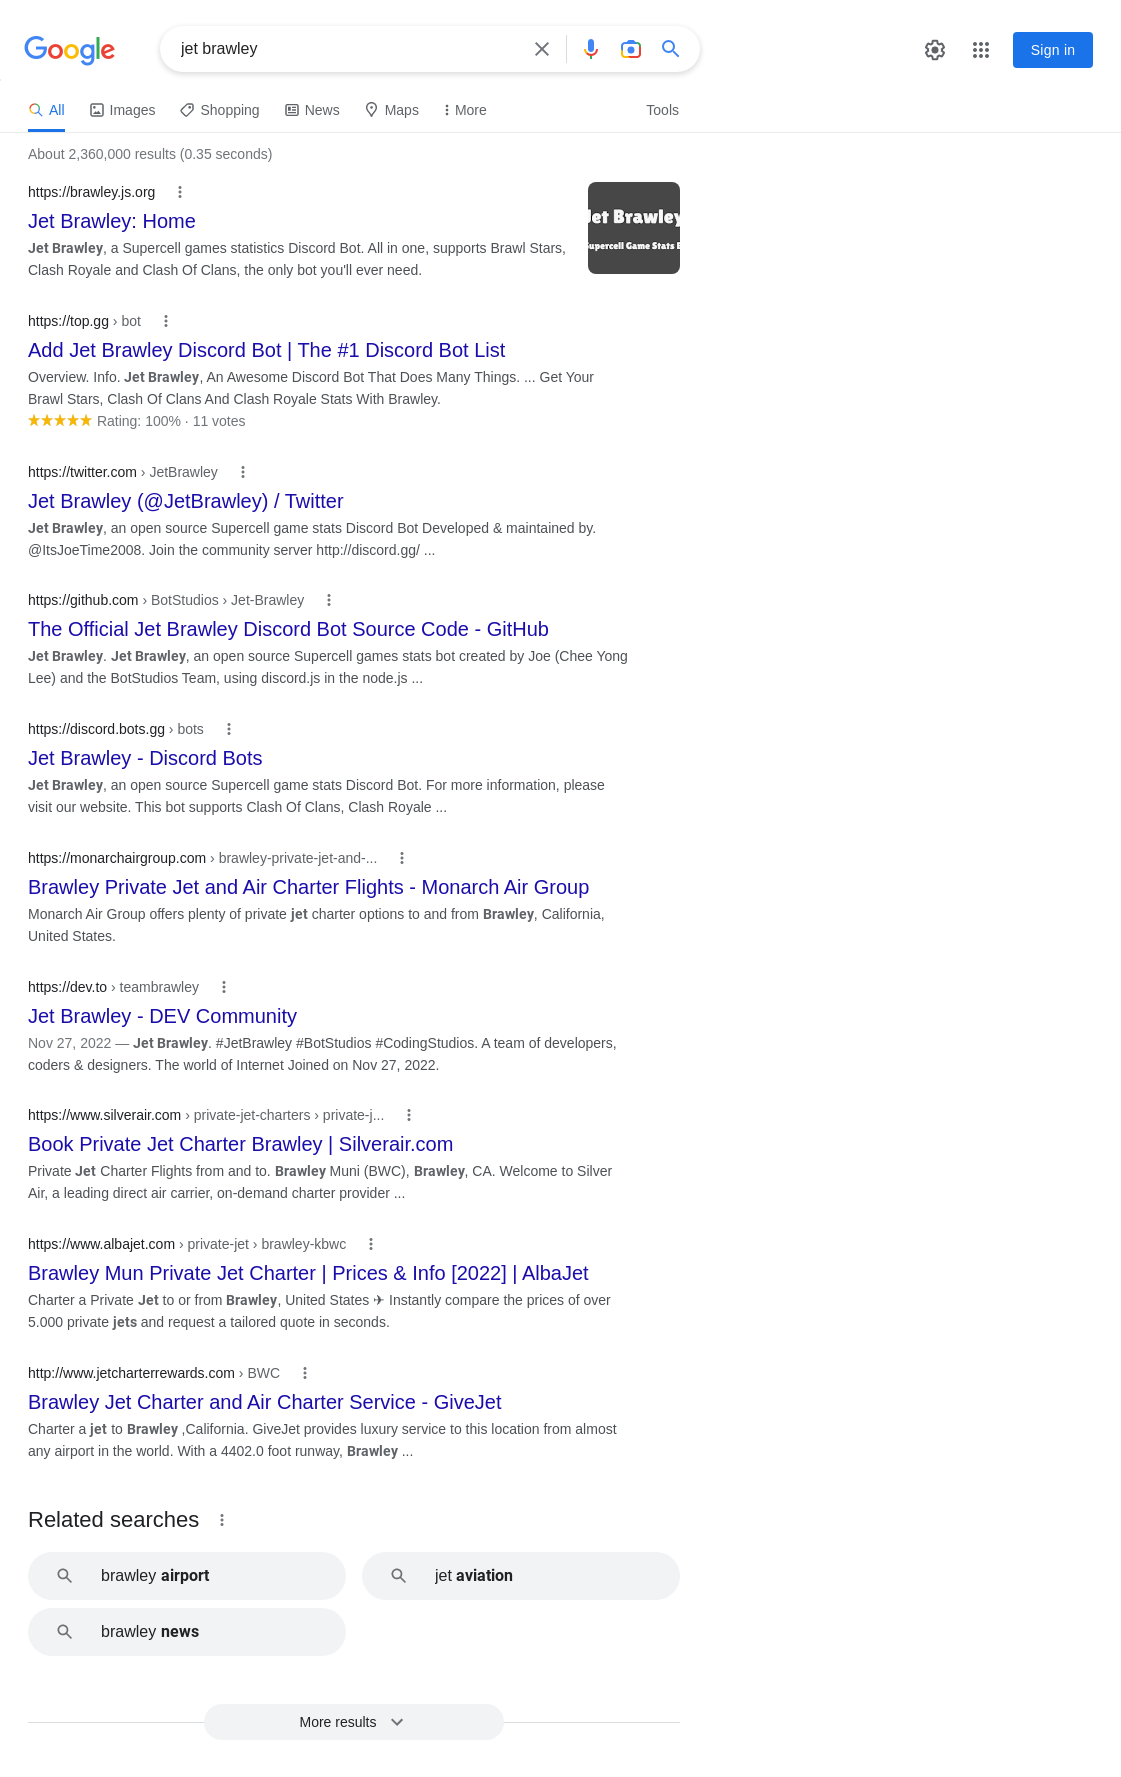 Google
jet brawley
Sign in
All
Images
Shopping
News
Maps
More
Tools
About 2,360,000 results (0.35 seconds)
https://brawley.js.org
Jet Brawley: Home
Jet Brawley, a Supercell games statistics Discord Bot. All in one, supports Brawl Stars,
Clash Royale and Clash Of Clans, the only bot you'll ever need.
Jet Brawley
Supercell Game Stats
https://top.gg › bot
Add Jet Brawley Discord Bot | The #1 Discord Bot List
Overview. Info. Jet Brawley, An Awesome Discord Bot That Does Many Things. ... Get Your
Brawl Stars, Clash Of Clans And Clash Royale Stats With Brawley.
Rating: 100% · 11 votes
https://twitter.com › JetBrawley
Jet Brawley (@JetBrawley) / Twitter
Jet Brawley, an open source Supercell game stats Discord Bot Developed & maintained by.
@ItsJoeTime2008. Join the community server http://discord.gg/ ...
https://github.com › BotStudios › Jet-Brawley
The Official Jet Brawley Discord Bot Source Code - GitHub
Jet Brawley. Jet Brawley, an open source Supercell games stats bot created by Joe (Chee Yong
Lee) and the BotStudios Team, using discord.js in the node.js ...
https://discord.bots.gg › bots
Jet Brawley - Discord Bots
Jet Brawley, an open source Supercell game stats Discord Bot. For more information, please
visit our website. This bot supports Clash Of Clans, Clash Royale ...
https://monarchairgroup.com › brawley-private-jet-and-...
Brawley Private Jet and Air Charter Flights - Monarch Air Group
Monarch Air Group offers plenty of private jet charter options to and from Brawley, California,
United States.
https://dev.to › teambrawley
Jet Brawley - DEV Community
Nov 27, 2022 — Jet Brawley. #JetBrawley #BotStudios #CodingStudios. A team of developers,
coders & designers. The world of Internet Joined on Nov 27, 2022.
https://www.silverair.com › private-jet-charters › private-j...
Book Private Jet Charter Brawley | Silverair.com
Private Jet Charter Flights from and to. Brawley Muni (BWC), Brawley, CA. Welcome to Silver
Air, a leading direct air carrier, on-demand charter provider ...
https://www.albajet.com › private-jet › brawley-kbwc
Brawley Mun Private Jet Charter | Prices & Info [2022] | AlbaJet
Charter a Private Jet to or from Brawley, United States ✈ Instantly compare the prices of over
5.000 private jets and request a tailored quote in seconds.
http://www.jetcharterrewards.com › BWC
Brawley Jet Charter and Air Charter Service - GiveJet
Charter a jet to Brawley ,California. GiveJet provides luxury service to this location from almost
any airport in the world. With a 4402.0 foot runway, Brawley ...
Related searches
brawley airport
jet aviation
brawley news
More results